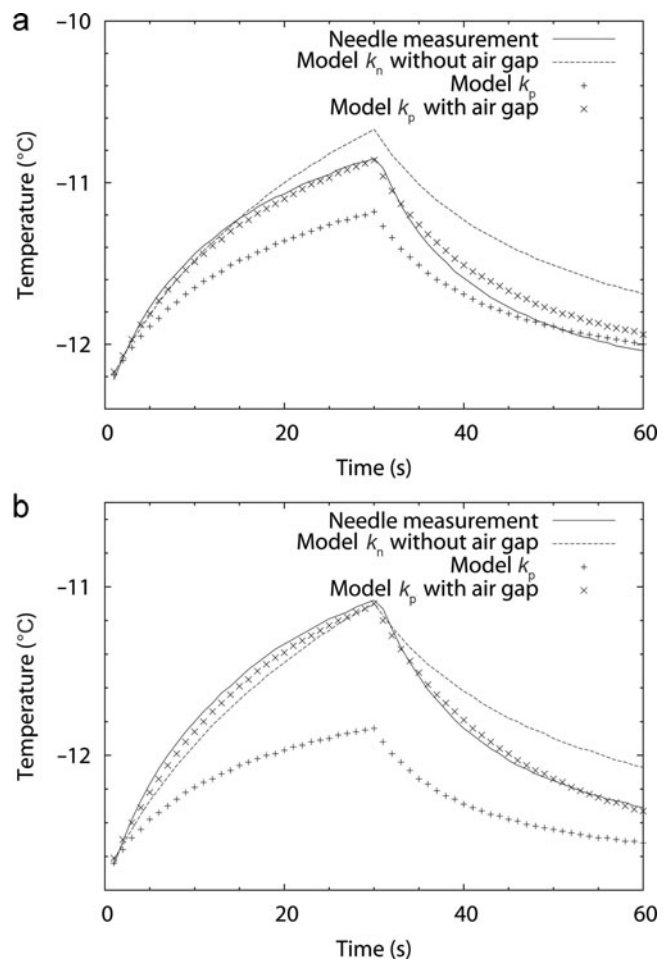 a
−10
Needle measurement
Model kn without air gap
Model kp
Model kp with air gap
−11
−12
Temperature (°C)
0 20 40 60
Time (s)
b
−10.5
Needle measurement
Model kn without air gap
Model kp
Model kp with air gap
−11
−12
Temperature (°C)
0 20 40 60
Time (s)